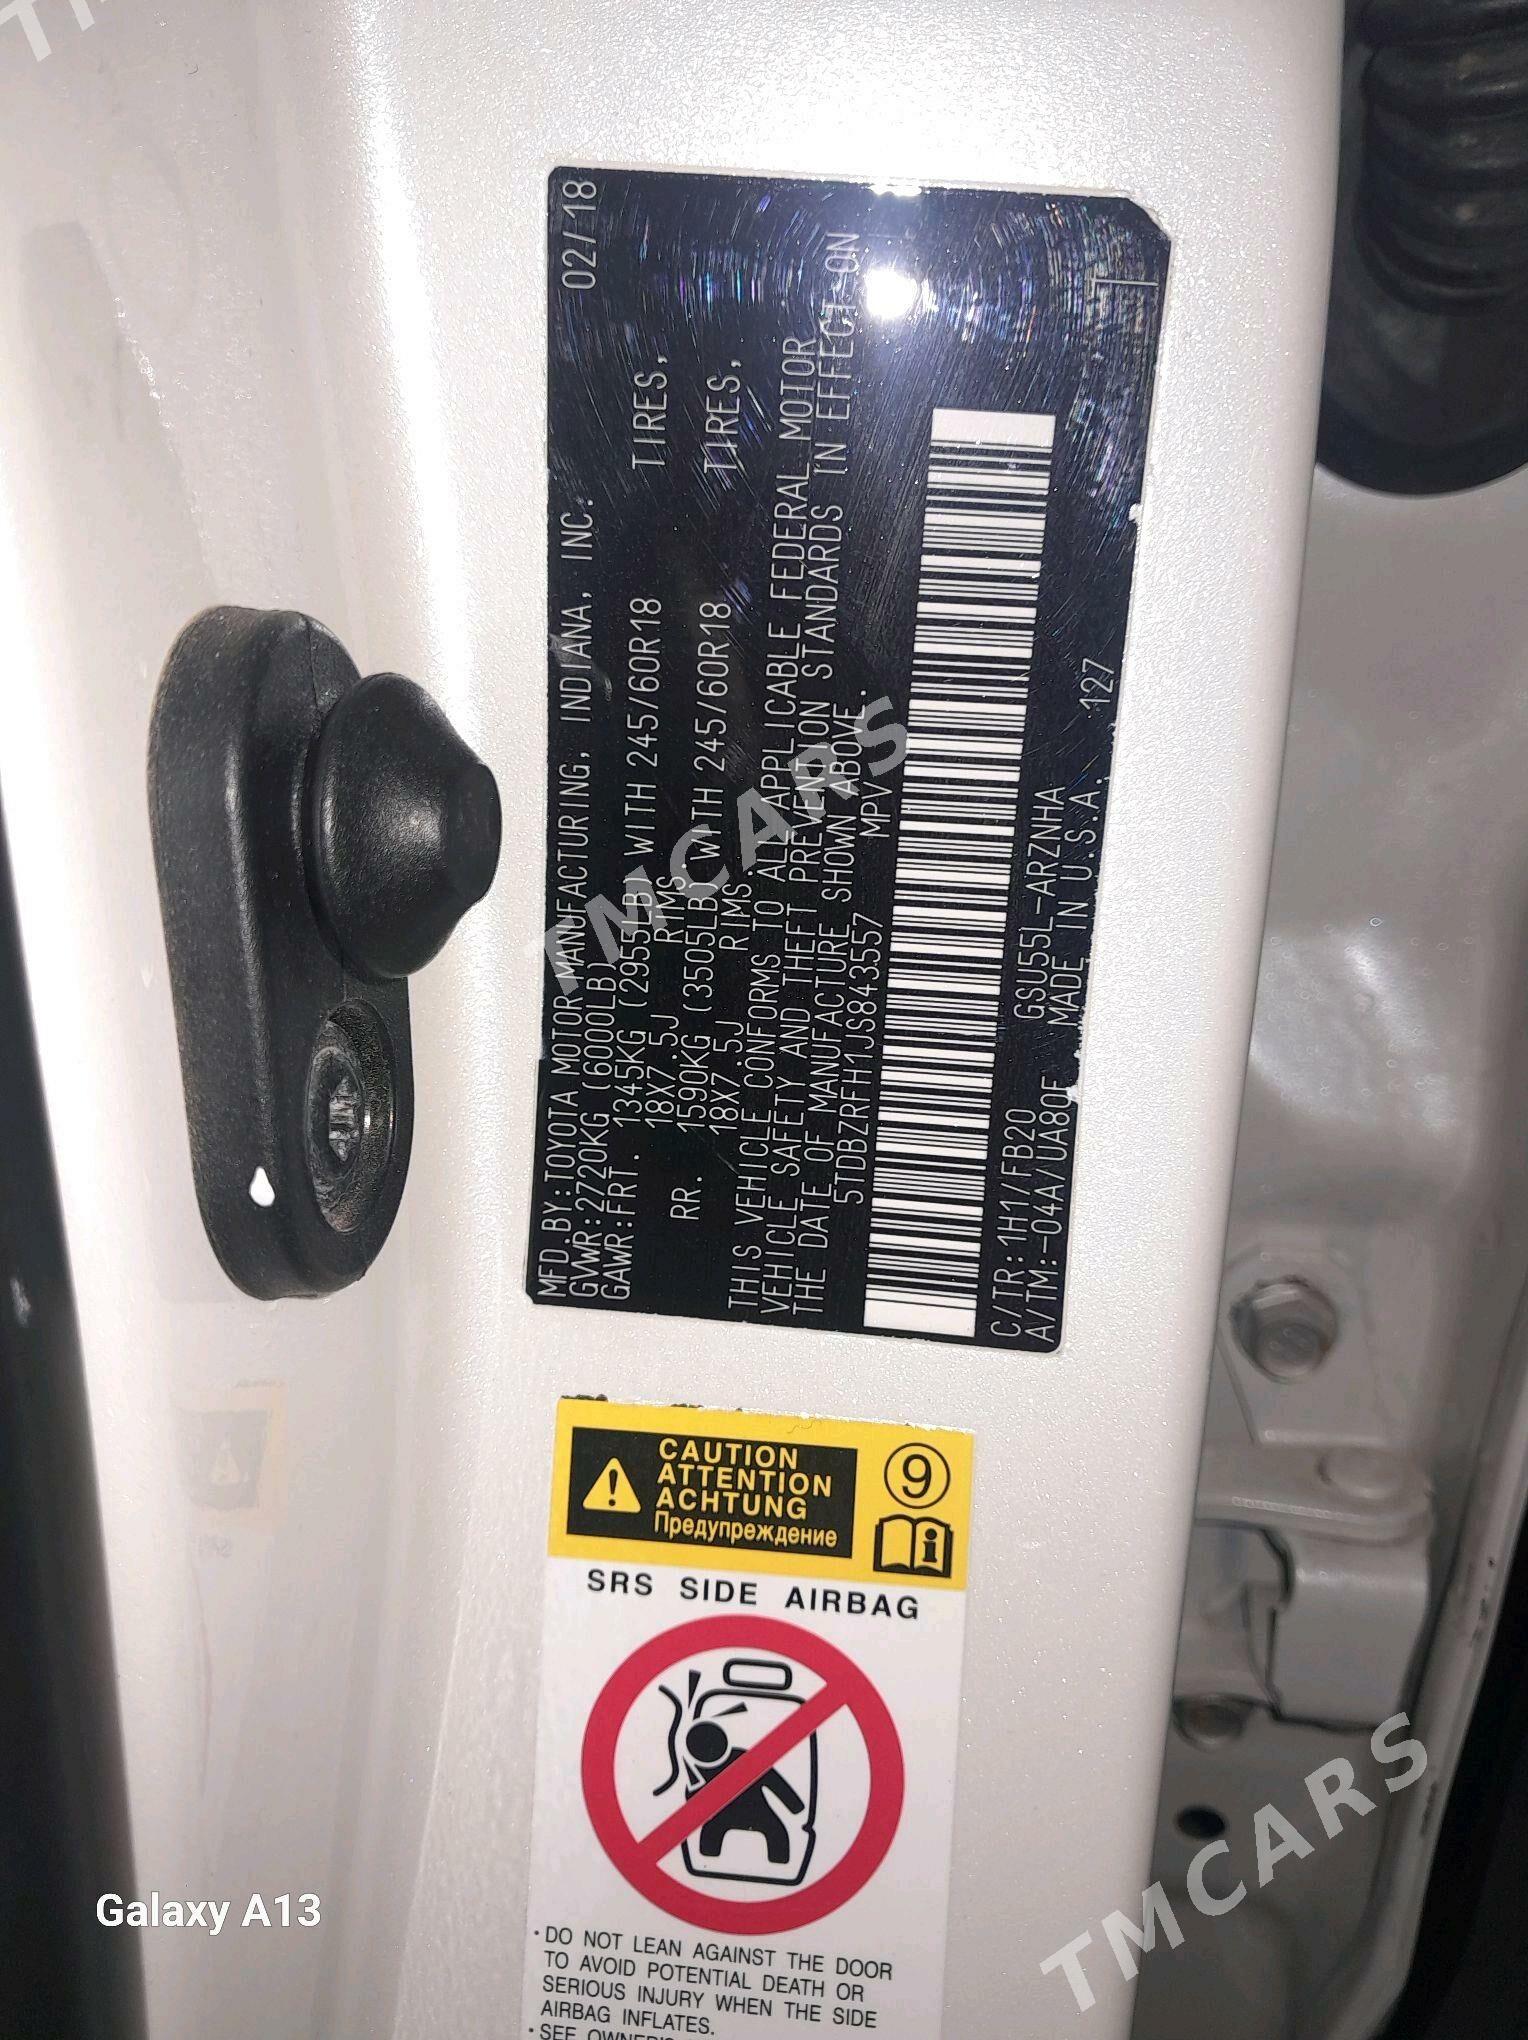 MFD.BY:TOYOTA MOTOR MANUFACTURING, INDIANA, INC. 02/18
GVWR:2720KG(6000LB)
GAWR:FRT. 1345KG (2955LB) WITH 245/60R18 TIRES,
18X7.5J RIMS.
RR. 1590KG (3505LB) WITH 245/60R18 TIRES,
18X7.5J RIMS.
THIS VEHICLE CONFORMS TO ALL APPLICABLE FEDERAL MOTOR
VEHICLE SAFETY AND THEFT PREVENTION STANDARDS IN EFFECT ON
THE DATE OF MANUFACTURE SHOWN ABOVE.
5TDBZRFH1JS843557 MPV
C/TR:1H1/FB20 GSU55L-ARZNHA
A/TM:-04A/UA80F MADE IN U.S.A. 127
CAUTION
ATTENTION
ACHTUNG
Предупреждение
9
SRS SIDE AIRBAG
·DO NOT LEAN AGAINST THE DOOR
TO AVOID POTENTIAL DEATH OR
SERIOUS INJURY WHEN THE SIDE
AIRBAG INFLATES.
·SEE OWNER'S
Galaxy A13
TMCARS
TMCARS